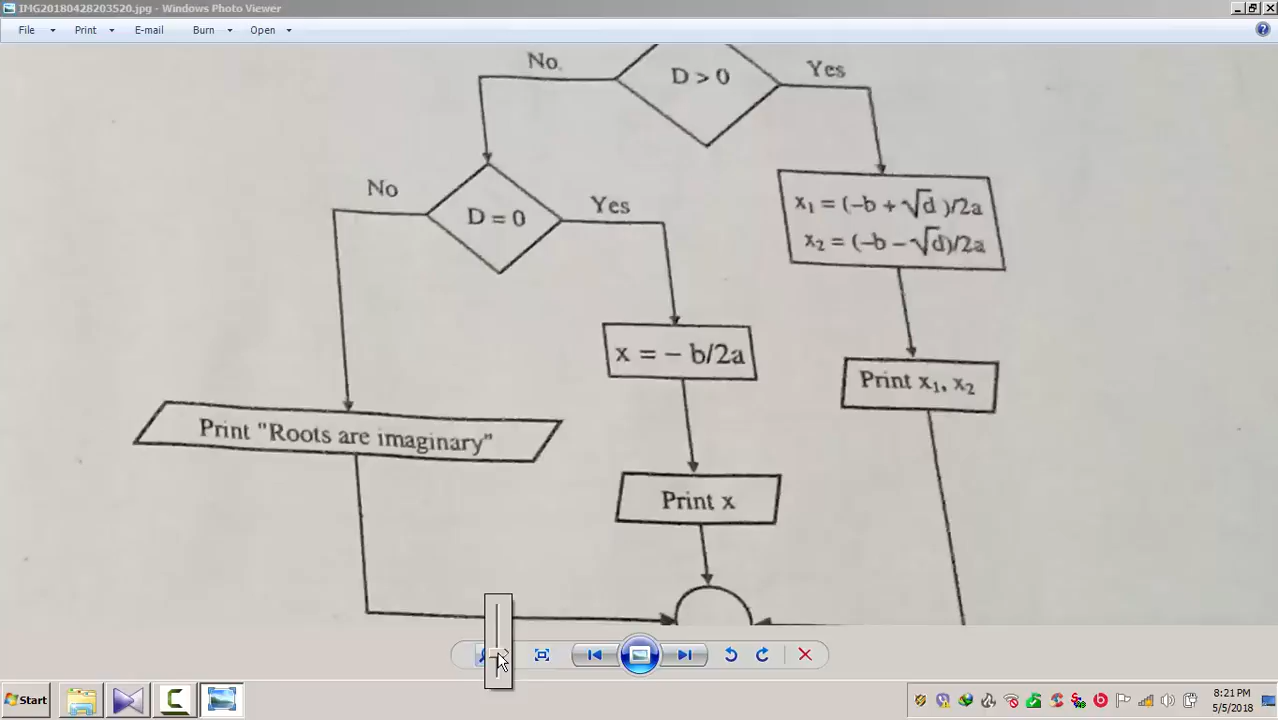 IMG20180428203520.jpg - Windows Photo Viewer
File Print E-mail Burn Open
No
D > 0
Yes
No
D = 0
Yes
x₁ = (-b + √d )/2a
x₂ = (-b - √d)/2a
x = - b/2a
Print x₁, x₂
Print "Roots are imaginary"
Print x
Start
8:21 PM
5/5/2018